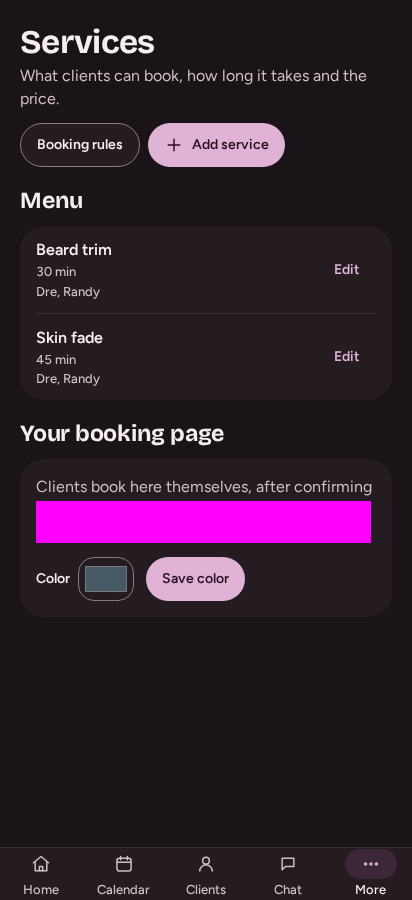 Services
What clients can book, how long it takes and the
price.
Booking rules
Add service
Menu
Beard trim
30 min
Dre, Randy
Edit
Skin fade
45 min
Dre, Randy
Edit
Your booking page
Clients book here themselves, after confirming
Color
Save color
Home
Calendar
Clients
Chat
More